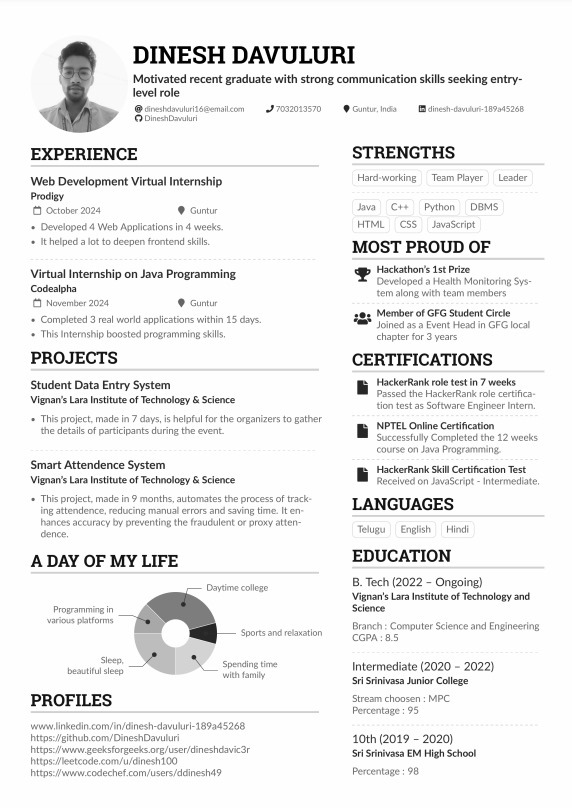 DINESH DAVULURI
Motivated recent graduate with strong communication skills seeking entry-
level role
dineshdavuluri16@email.com 7032013570 Guntur, India dinesh-davuluri-189a45268
DineshDavuluri
EXPERIENCE
Web Development Virtual Internship
Prodigy
October 2024 Guntur
• Developed 4 Web Applications in 4 weeks.
• It helped a lot to deepen frontend skills.
Virtual Internship on Java Programming
Codealpha
November 2024 Guntur
• Completed 3 real world applications within 15 days.
• This Internship boosted programming skills.
PROJECTS
Student Data Entry System
Vignan's Lara Institute of Technology & Science
• This project, made in 7 days, is helpful for the organizers to gather
the details of participants during the event.
Smart Attendence System
Vignan's Lara Institute of Technology & Science
• This project, made in 9 months, automates the process of track-
ing attendence, reducing manual errors and saving time. It en-
hances accuracy by preventing the fraudulent or proxy atten-
dence.
A DAY OF MY LIFE
Daytime college
Programming in
various platforms
Sports and relaxation
Sleep,
beautiful sleep
Spending time
with family
PROFILES
www.linkedin.com/in/dinesh-davuluri-189a45268
https://github.com/DineshDavuluri
https://www.geeksforgeeks.org/user/dineshdavic3r
https://leetcode.com/u/dinesh100
https://www.codechef.com/users/ddinesh49
STRENGTHS
Hard-working Team Player Leader
Java C++ Python DBMS
HTML CSS JavaScript
MOST PROUD OF
Hackathon's 1st Prize
Developed a Health Monitoring Sys-
tem along with team members
Member of GFG Student Circle
Joined as a Event Head in GFG local
chapter for 3 years
CERTIFICATIONS
HackerRank role test in 7 weeks
Passed the HackerRank role certifica-
tion test as Software Engineer Intern.
NPTEL Online Certification
Successfully Completed the 12 weeks
course on Java Programming.
HackerRank Skill Certification Test
Received on JavaScript - Intermediate.
LANGUAGES
Telugu English Hindi
EDUCATION
B. Tech (2022 – Ongoing)
Vignan's Lara Institute of Technology and
Science
Branch : Computer Science and Engineering
CGPA : 8.5
Intermediate (2020 – 2022)
Sri Srinivasa Junior College
Stream choosen : MPC
Percentage : 95
10th (2019 – 2020)
Sri Srinivasa EM High School
Percentage : 98